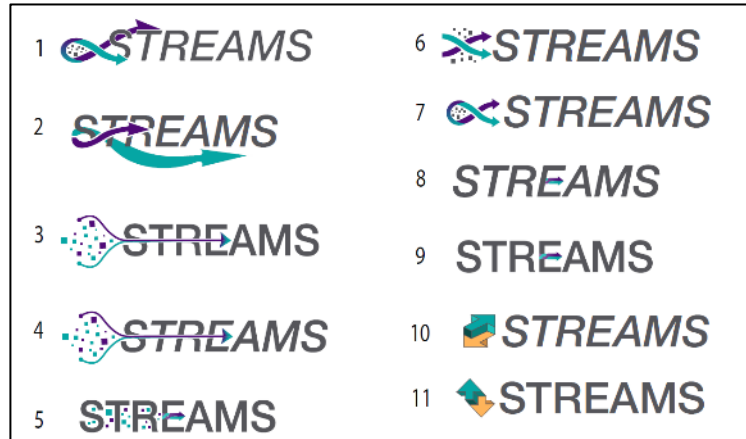 1 STREAMS
2 STREAMS
3 STREAMS
4 STREAMS
5 STREAMS
6 STREAMS
7 STREAMS
8 STREAMS
9 STREAMS
10 STREAMS
11 STREAMS